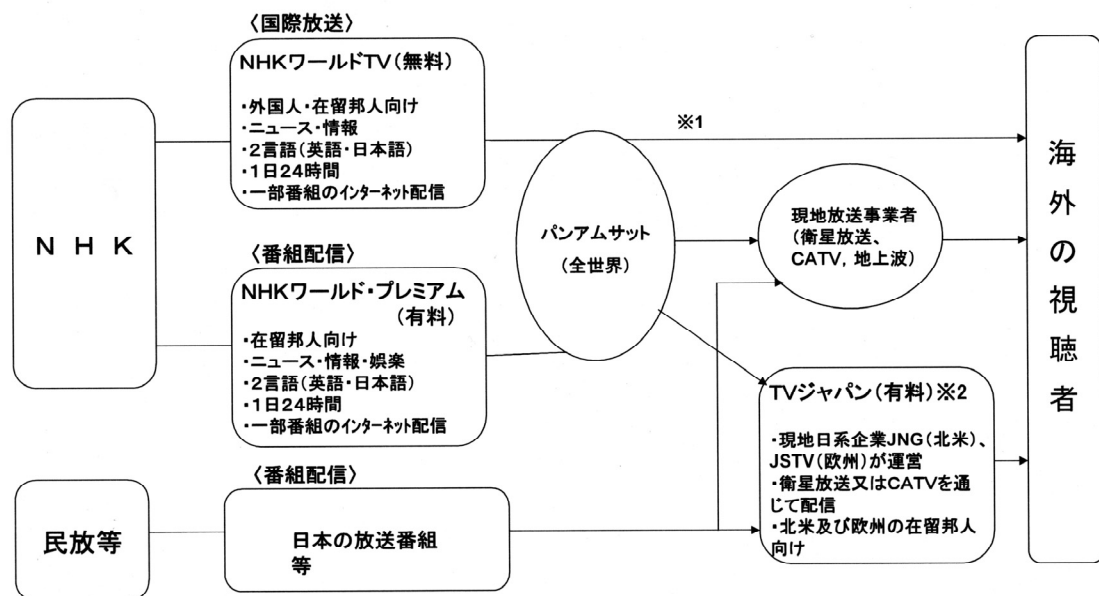 〈国際放送〉
NHKワールドTV(無料)
・外国人・在留邦人向け
・ニュース・情報
・2言語(英語・日本語)
・1日24時間
・一部番組のインターネット配信
NHK
〈番組配信〉
NHKワールド・プレミアム
(有料)
・在留邦人向け
・ニュース・情報・娯楽
・2言語(英語・日本語)
・1日24時間
・一部番組のインターネット配信
民放等
〈番組配信〉
日本の放送番組
等
パンアムサット
(全世界)
※1
現地放送事業者
(衛星放送、
CATV,地上波)
TVジャパン(有料)※2
・現地日系企業JNG(北米)、
JSTV(欧州)が運営
・衛星放送又はCATVを通
じて配信
・北米及び欧州の在留邦人
向け
海外の視聴者